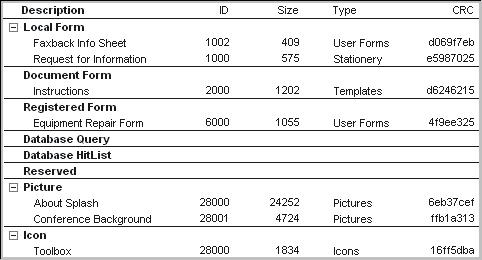 Description ID Size Type CRC
Local Form
Faxback Info Sheet 1002 409 User Forms d069f7eb
Request for Information 1000 575 Stationery e5987025
Document Form
Instructions 2000 1202 Templates d6246215
Registered Form
Equipment Repair Form 6000 1055 User Forms 4f9ee325
Database Query
Database HitList
Reserved
Picture
About Splash 28000 24252 Pictures 6eb37cef
Conference Background 28001 4724 Pictures ffb1a313
Icon
Toolbox 28000 1834 Icons 16ff5dba